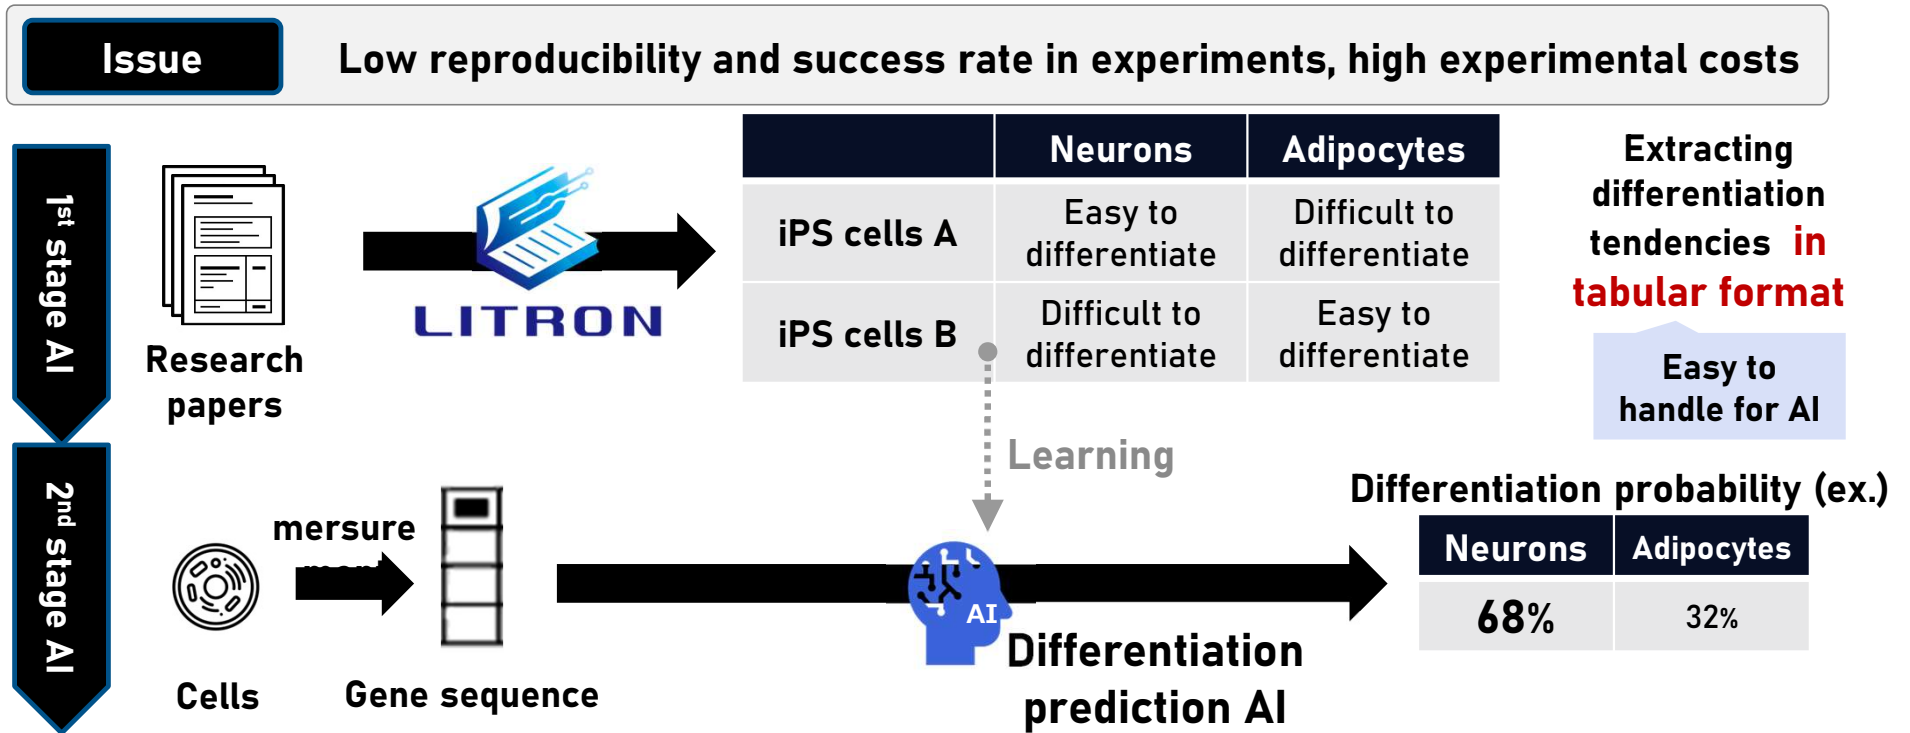 Issue
Low reproducibility and success rate in experiments, high experimental costs
1st stage AI
Research
papers
LITRON
Neurons Adipocytes
iPS cells A
Easy to
differentiate
Difficult to
differentiate
iPS cells B
Difficult to
differentiate
Easy to
differentiate
Extracting
differentiation
tendencies in
tabular format
Easy to
handle for AI
Learning
2nd stage AI
Cells
mersure
Gene sequence
AI
Differentiation
prediction AI
Differentiation probability (ex.)
Neurons Adipocytes
68% 32%